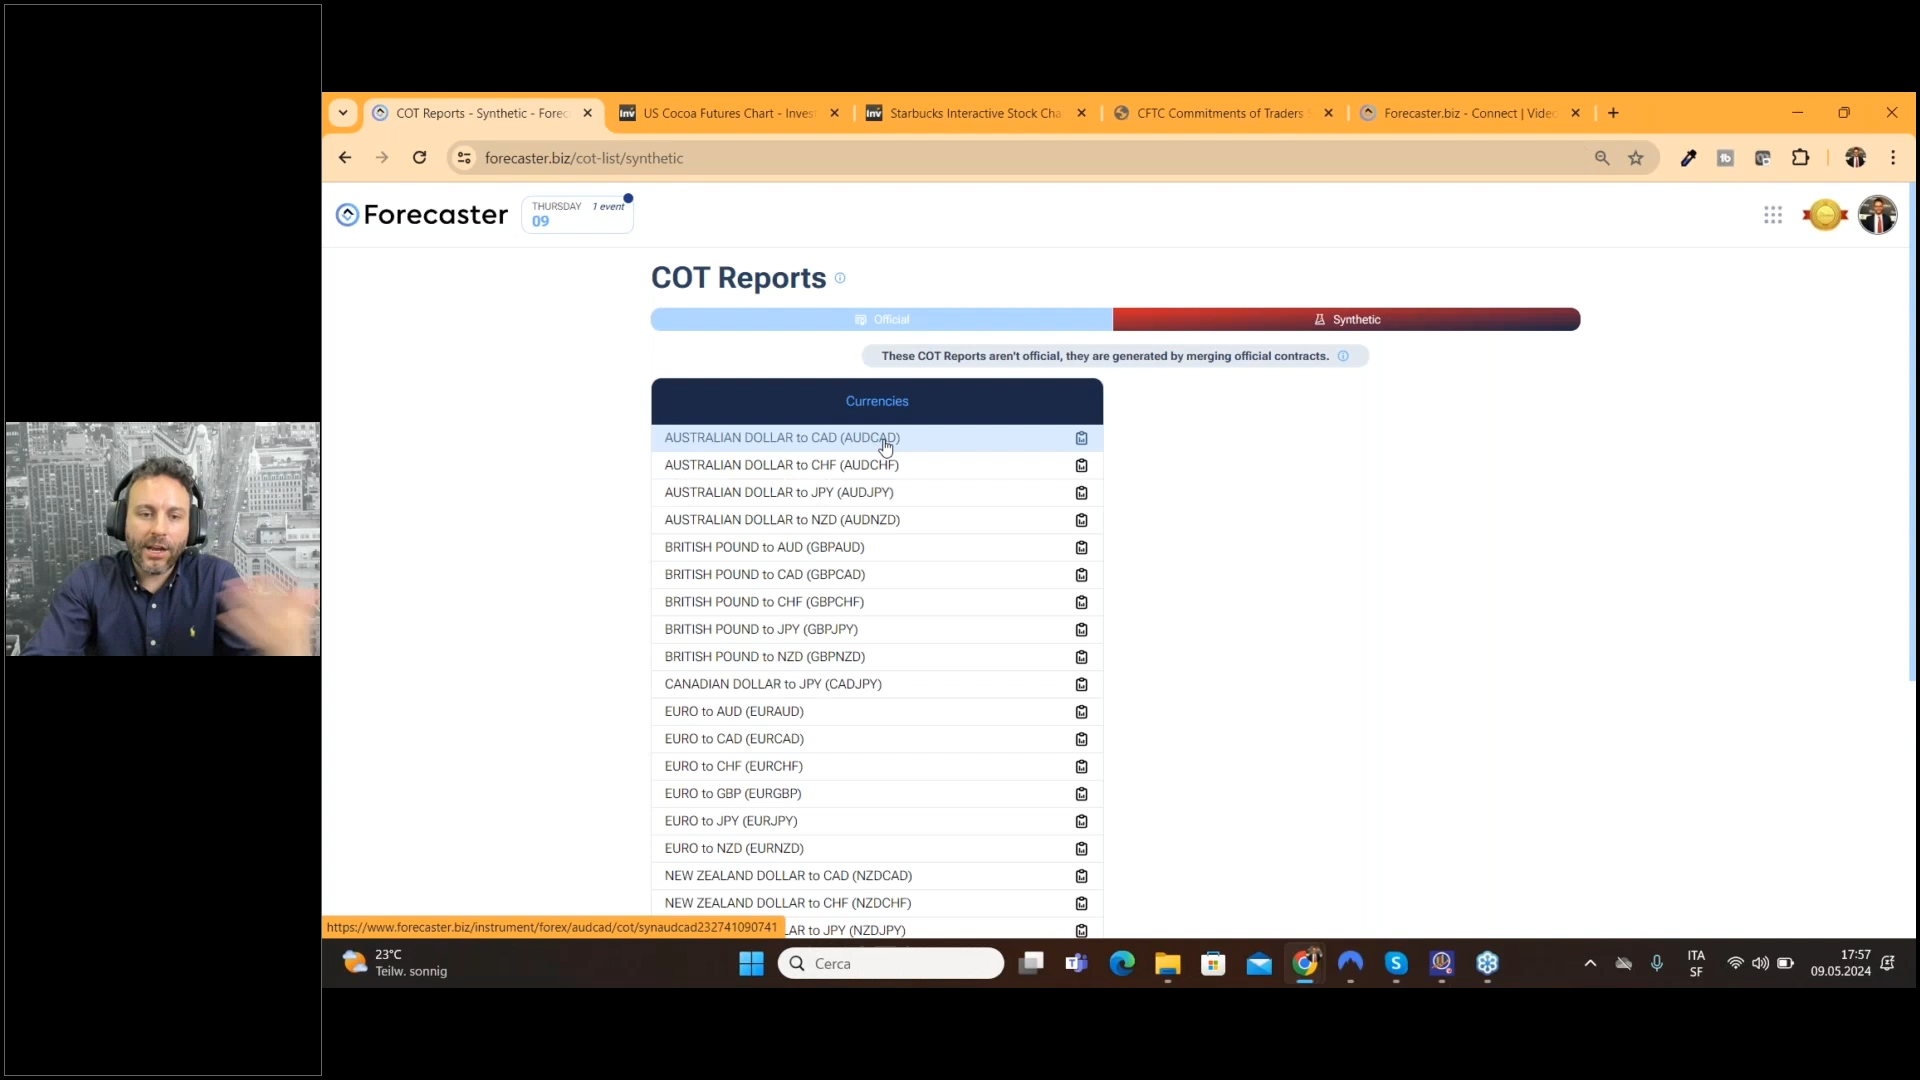 COT Reports - Synthetic - Forec
US Cocoa Futures Chart - Inves
Starbucks Interactive Stock Cha
CFTC Commitments of Traders
Forecaster.biz - Connect | Vide
forecaster.biz/cot-list/synthetic
Forecaster
THURSDAY
1 event
09
COT Reports
Official
Synthetic
These COT Reports aren't official, they are generated by merging official contracts.
Currencies
AUSTRALIAN DOLLAR to CAD (AUDCAD)
AUSTRALIAN DOLLAR to CHF (AUDCHF)
AUSTRALIAN DOLLAR to JPY (AUDJPY)
AUSTRALIAN DOLLAR to NZD (AUDNZD)
BRITISH POUND to AUD (GBPAUD)
BRITISH POUND to CAD (GBPCAD)
BRITISH POUND to CHF (GBPCHF)
BRITISH POUND to JPY (GBPJPY)
BRITISH POUND to NZD (GBPNZD)
CANADIAN DOLLAR to JPY (CADJPY)
EURO to AUD (EURAUD)
EURO to CAD (EURCAD)
EURO to CHF (EURCHF)
EURO to GBP (EURGBP)
EURO to JPY (EURJPY)
EURO to NZD (EURNZD)
NEW ZEALAND DOLLAR to CAD (NZDCAD)
NEW ZEALAND DOLLAR to CHF (NZDCHF)
LAR to JPY (NZDJPY)
https://www.forecaster.biz/instrument/forex/audcad/cot/synaudcad232741090741
23°C
Teilw. sonnig
Cerca
ITA
SF
17:57
09.05.2024